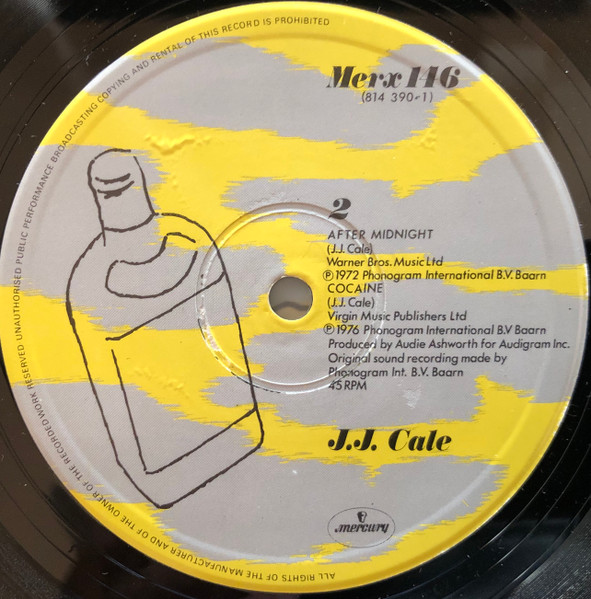 Merx 146
(814 390-1)
2
AFTER MIDNIGHT
(J.J. Cale)
Warner Bros. Music Ltd
℗ 1972 Phonogram International B.V. Baarn
COCAINE
(J.J. Cale)
Virgin Music Publishers Ltd
℗ 1976 Phonogram International B.V Baarn
Produced by Audie Ashworth for Audigram Inc.
Original sound recording made by
Phonogram Int. B.V. Baarn
45 RPM
J.J. Cale
mercury
ALL RIGHTS OF THE MANUFACTURER AND OF THE OWNER OF THE RECORDED WORK RESERVED UNAUTHORISED PUBLIC PERFORMANCE BROADCASTING COPYING AND RENTAL OF THIS RECORD IS PROHIBITED